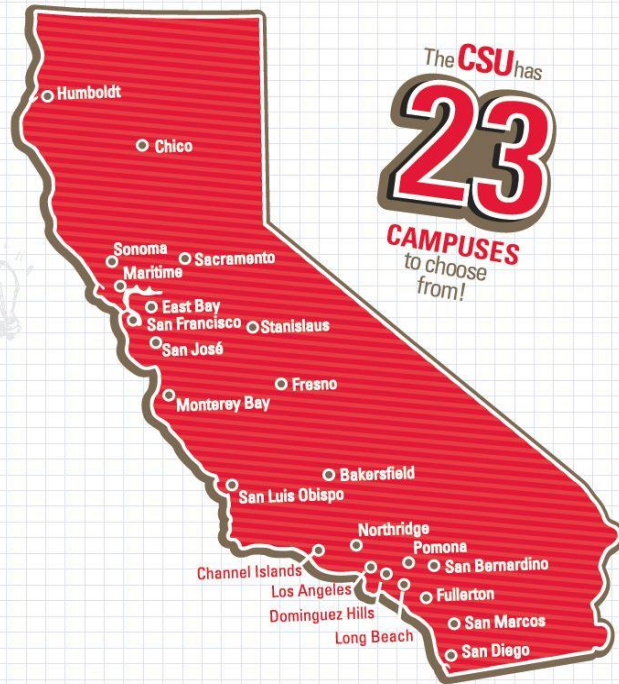 The CSU has
23
CAMPUSES
to choose
from!
Humboldt
Chico
Sonoma
Sacramento
Maritime
East Bay
San Francisco
Stanislaus
San José
Fresno
Monterey Bay
Bakersfield
San Luis Obispo
Northridge
Pomona
Channel Islands
San Bernardino
Los Angeles
Fullerton
Dominguez Hills
San Marcos
Long Beach
San Diego